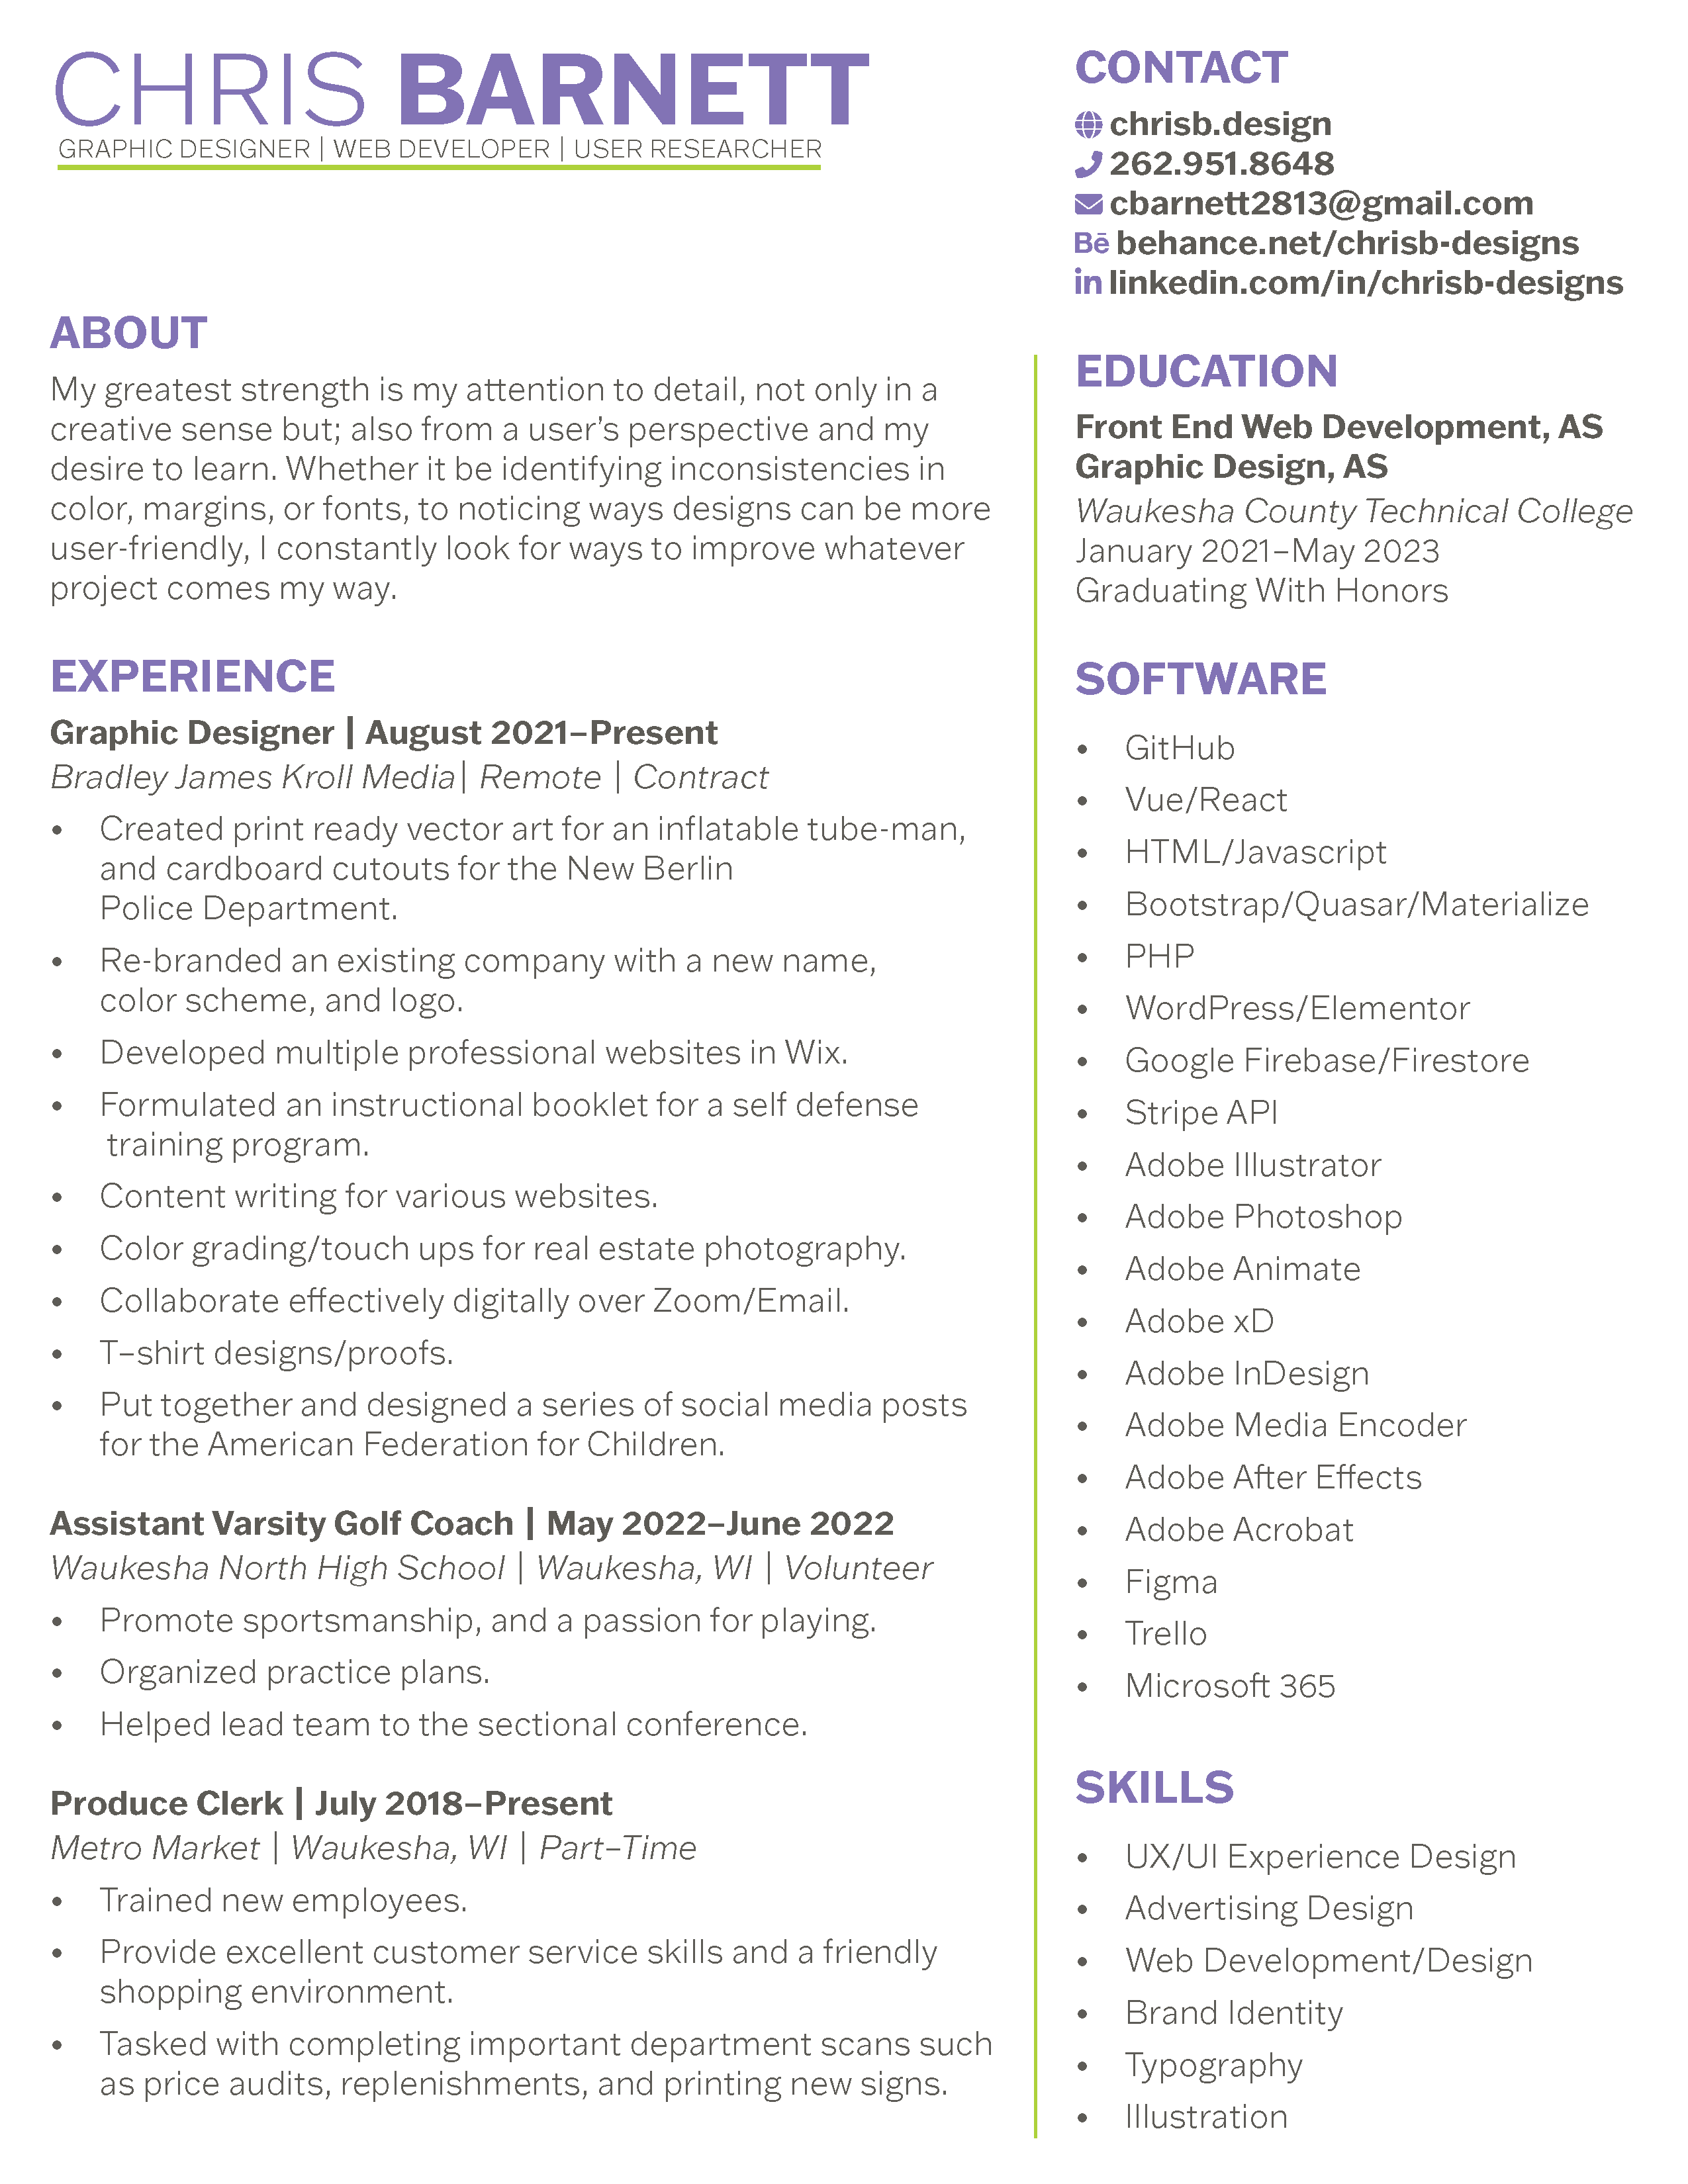 CHRIS BARNETT
GRAPHIC DESIGNER | WEB DEVELOPER | USER RESEARCHER
CONTACT
chrisb.design
262.951.8648
cbarnett2813@gmail.com
Bē behance.net/chrisb-designs
in linkedin.com/in/chrisb-designs
ABOUT
My greatest strength is my attention to detail, not only in a
creative sense but; also from a user's perspective and my
desire to learn. Whether it be identifying inconsistencies in
color, margins, or fonts, to noticing ways designs can be more
user-friendly, I constantly look for ways to improve whatever
project comes my way.
EXPERIENCE
Graphic Designer | August 2021–Present
Bradley James Kroll Media| Remote | Contract
• Created print ready vector art for an inflatable tube-man,
and cardboard cutouts for the New Berlin
Police Department.
• Re-branded an existing company with a new name,
color scheme, and logo.
• Developed multiple professional websites in Wix.
• Formulated an instructional booklet for a self defense
training program.
• Content writing for various websites.
• Color grading/touch ups for real estate photography.
• Collaborate effectively digitally over Zoom/Email.
• T–shirt designs/proofs.
• Put together and designed a series of social media posts
for the American Federation for Children.
Assistant Varsity Golf Coach | May 2022–June 2022
Waukesha North High School | Waukesha, WI | Volunteer
• Promote sportsmanship, and a passion for playing.
• Organized practice plans.
• Helped lead team to the sectional conference.
Produce Clerk | July 2018–Present
Metro Market | Waukesha, WI | Part–Time
• Trained new employees.
• Provide excellent customer service skills and a friendly
shopping environment.
• Tasked with completing important department scans such
as price audits, replenishments, and printing new signs.
EDUCATION
Front End Web Development, AS
Graphic Design, AS
Waukesha County Technical College
January 2021–May 2023
Graduating With Honors
SOFTWARE
• GitHub
• Vue/React
• HTML/Javascript
• Bootstrap/Quasar/Materialize
• PHP
• WordPress/Elementor
• Google Firebase/Firestore
• Stripe API
• Adobe Illustrator
• Adobe Photoshop
• Adobe Animate
• Adobe xD
• Adobe InDesign
• Adobe Media Encoder
• Adobe After Effects
• Adobe Acrobat
• Figma
• Trello
• Microsoft 365
SKILLS
• UX/UI Experience Design
• Advertising Design
• Web Development/Design
• Brand Identity
• Typography
• Illustration